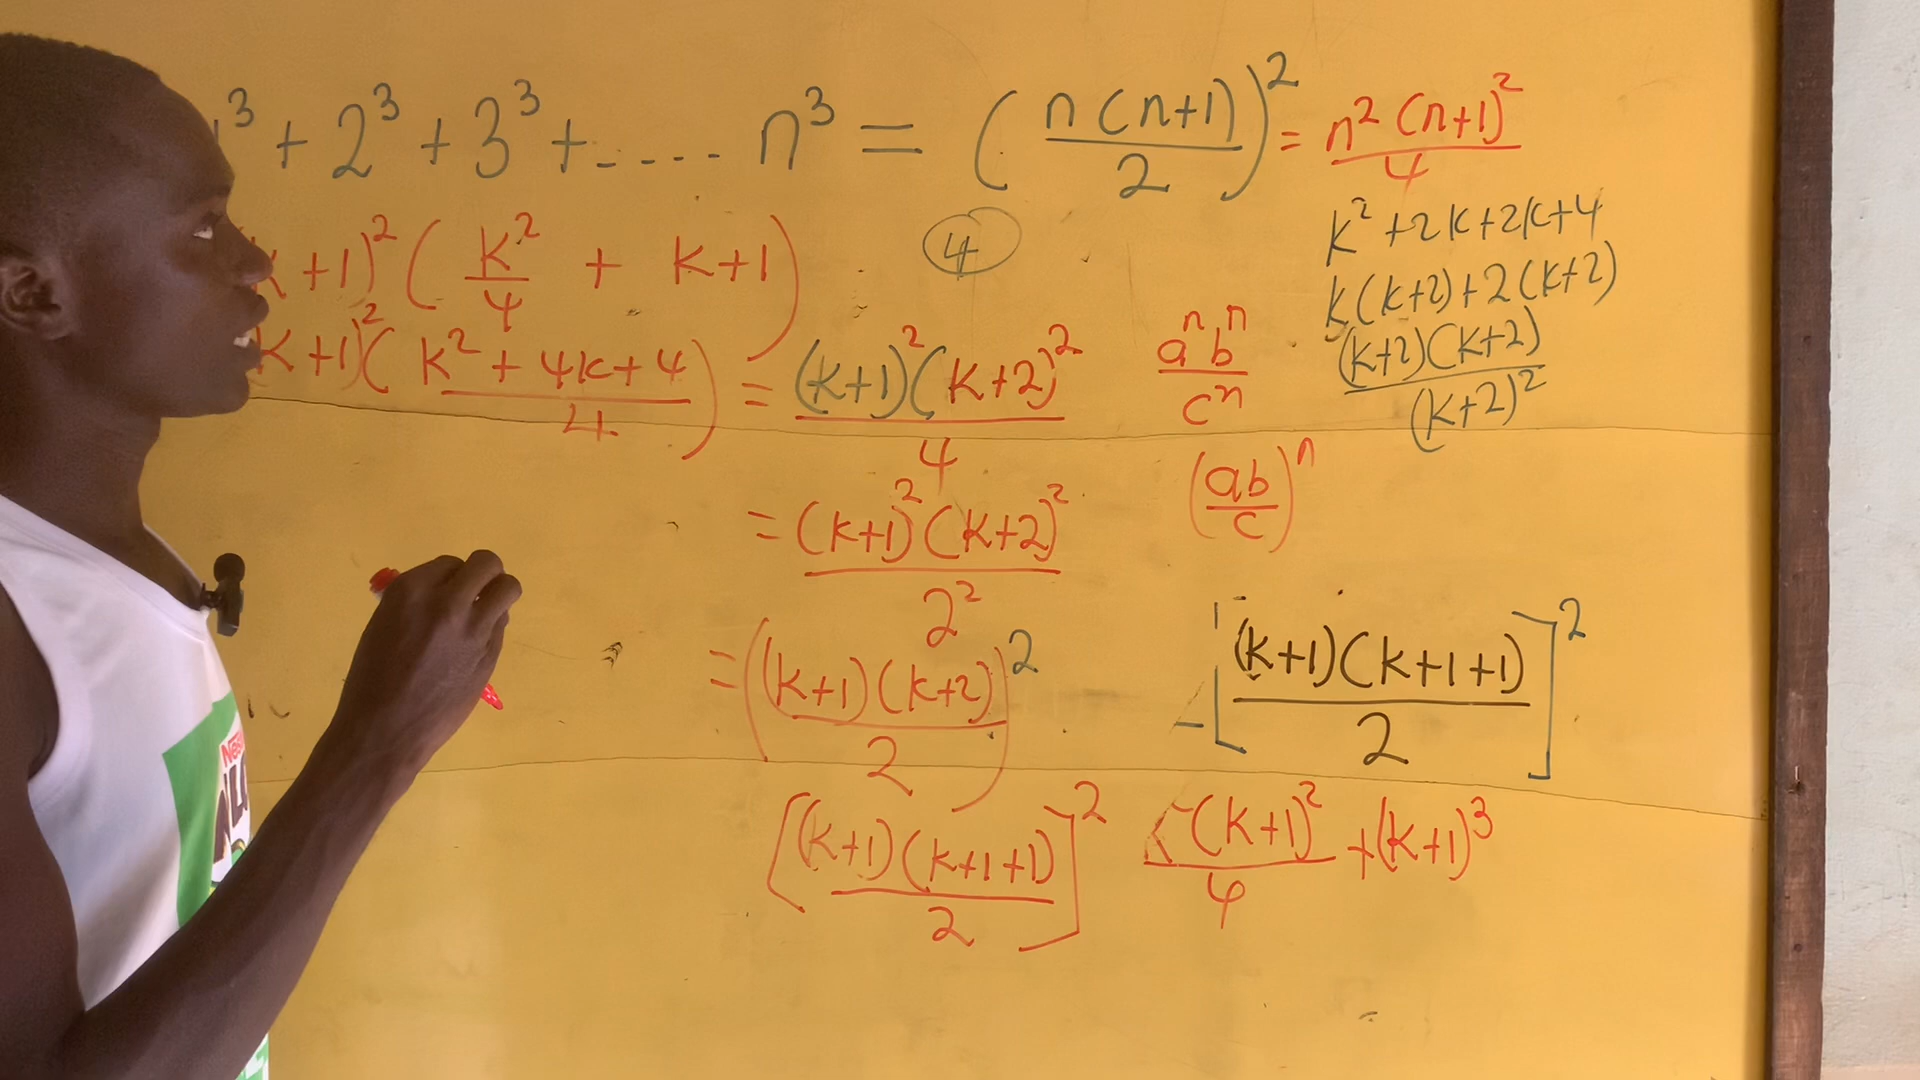 ³ + 2³ + 3³ + .... n³ = (n(n+1)/2)² = n²(n+1)²/4
k+1)² (k²/4 + k+1)
④
k² + 2k + 2k + 4
k(k+2) + 2(k+2)
(k+2)(k+2)
(k+2)²
k+1)² (k² + 4k + 4/4) = (k+1)²(k+2)²/4
aⁿbⁿ/cⁿ
= (k+1)²(k+2)²/2²
(ab/c)ⁿ
= ((k+1)(k+2)/2)²
[(k+1)(k+1+1)/2]²
[(k+1)(k+1+1)/2]²
(k+1)²/4 + (k+1)³